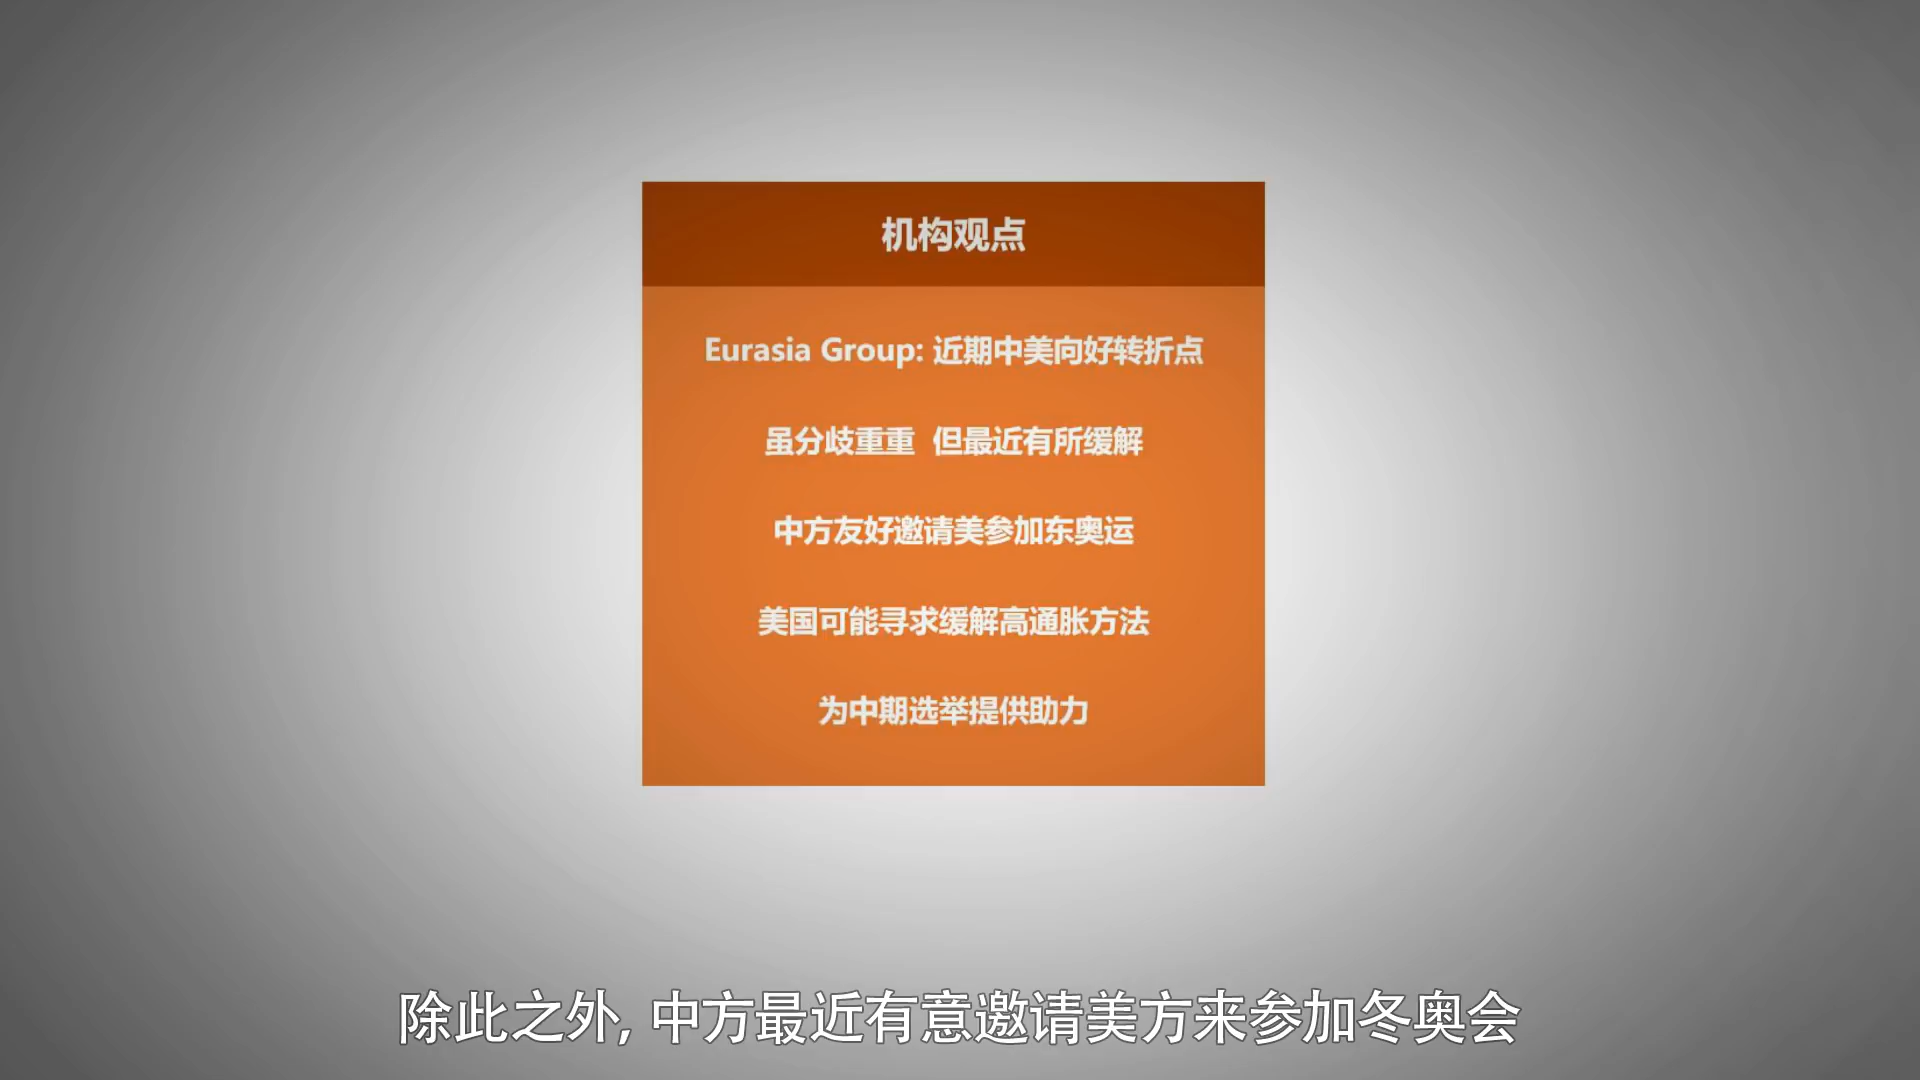 机构观点
Eurasia Group: 近期中美向好转折点
虽分歧重重 但最近有所缓解
中方友好邀请美参加东奥运
美国可能寻求缓解高通胀方法
为中期选举提供助力
除此之外, 中方最近有意邀请美方来参加冬奥会